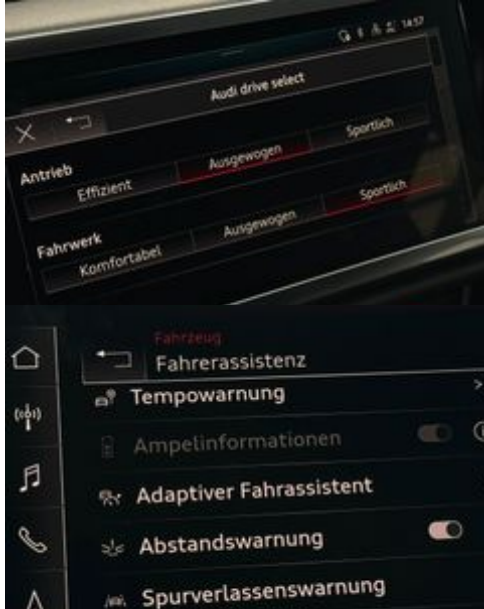 14:57
Audi drive select
Antrieb
Effizient Ausgewogen Sportlich
Fahrwerk
Komfortabel Ausgewogen Sportlich
Fahrzeug
Fahrerassistenz
Tempowarnung
Ampelinformationen
Adaptiver Fahrassistent
Abstandswarnung
Spurverlassenswarnung